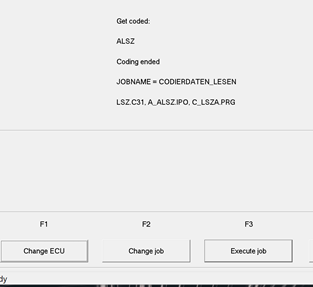 Get coded:
ALSZ
Coding ended
JOBNAME = CODIERDATEN_LESEN
LSZ.C31, A_ALSZ.IPO, C_LSZA.PRG
F1 F2 F3
Change ECU Change job Execute job
dy